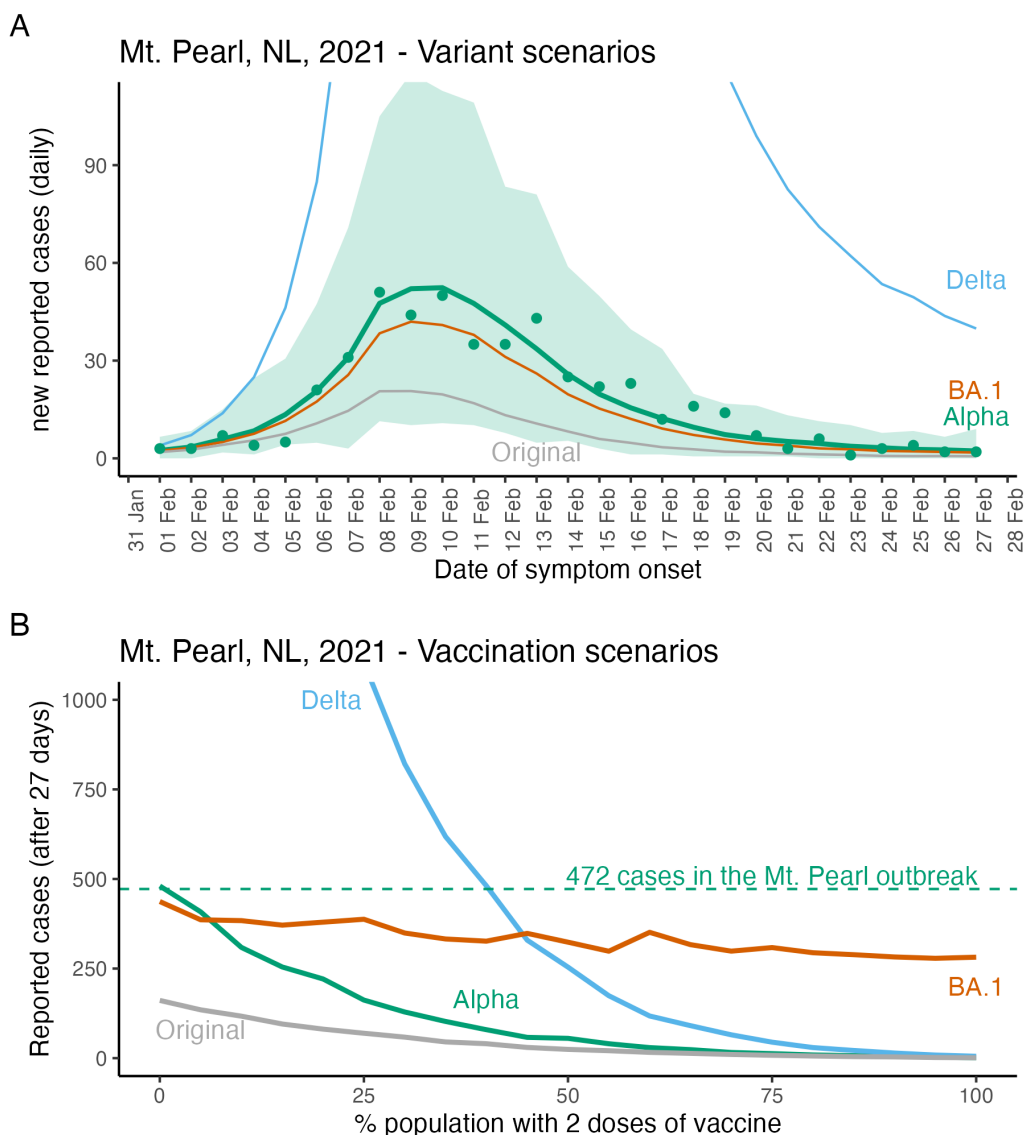 A
Mt. Pearl, NL, 2021 - Variant scenarios
new reported cases (daily)
90
60
30
0
Delta
BA.1
Alpha
Original
31 Jan
01 Feb
02 Feb
03 Feb
04 Feb
05 Feb
06 Feb
07 Feb
08 Feb
09 Feb
10 Feb
11 Feb
12 Feb
13 Feb
14 Feb
15 Feb
16 Feb
17 Feb
18 Feb
19 Feb
20 Feb
21 Feb
22 Feb
23 Feb
24 Feb
25 Feb
26 Feb
27 Feb
28 Feb
Date of symptom onset
B
Mt. Pearl, NL, 2021 - Vaccination scenarios
Reported cases (after 27 days)
1000
750
500
250
0
Delta
472 cases in the Mt. Pearl outbreak
BA.1
Alpha
Original
0
25
50
75
100
% population with 2 doses of vaccine